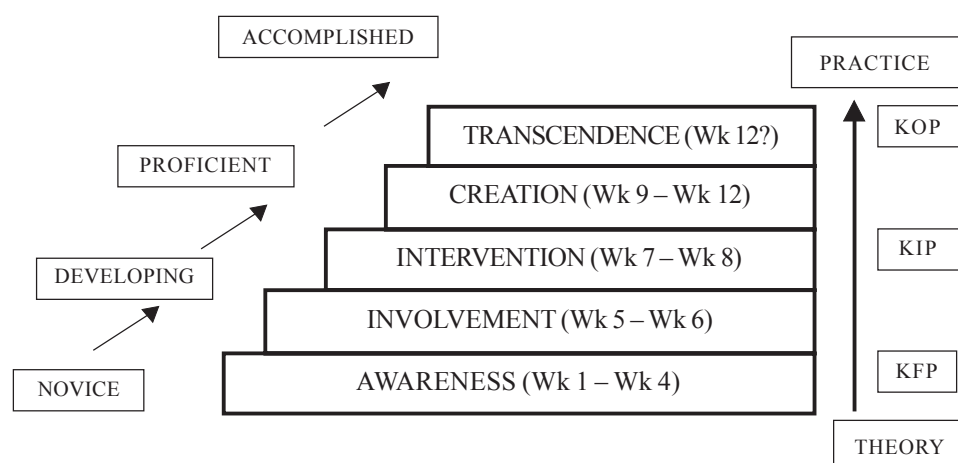 ACCOMPLISHED
PRACTICE
TRANSCENDENCE (Wk 12?)
KOP
PROFICIENT
CREATION (Wk 9 – Wk 12)
INTERVENTION (Wk 7 – Wk 8)
KIP
DEVELOPING
INVOLVEMENT (Wk 5 – Wk 6)
NOVICE
AWARENESS (Wk 1 – Wk 4)
KFP
THEORY